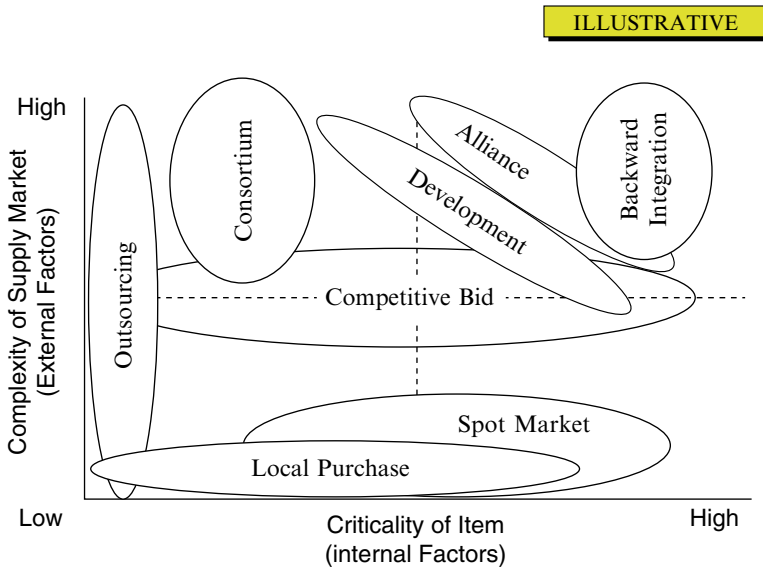 ILLUSTRATIVE
High
Complexity of Supply Market
(External Factors)
Outsourcing
Consortium
Alliance
Development
Backward
Integration
Competitive Bid
Spot Market
Local Purchase
Low
Criticality of Item
(internal Factors)
High